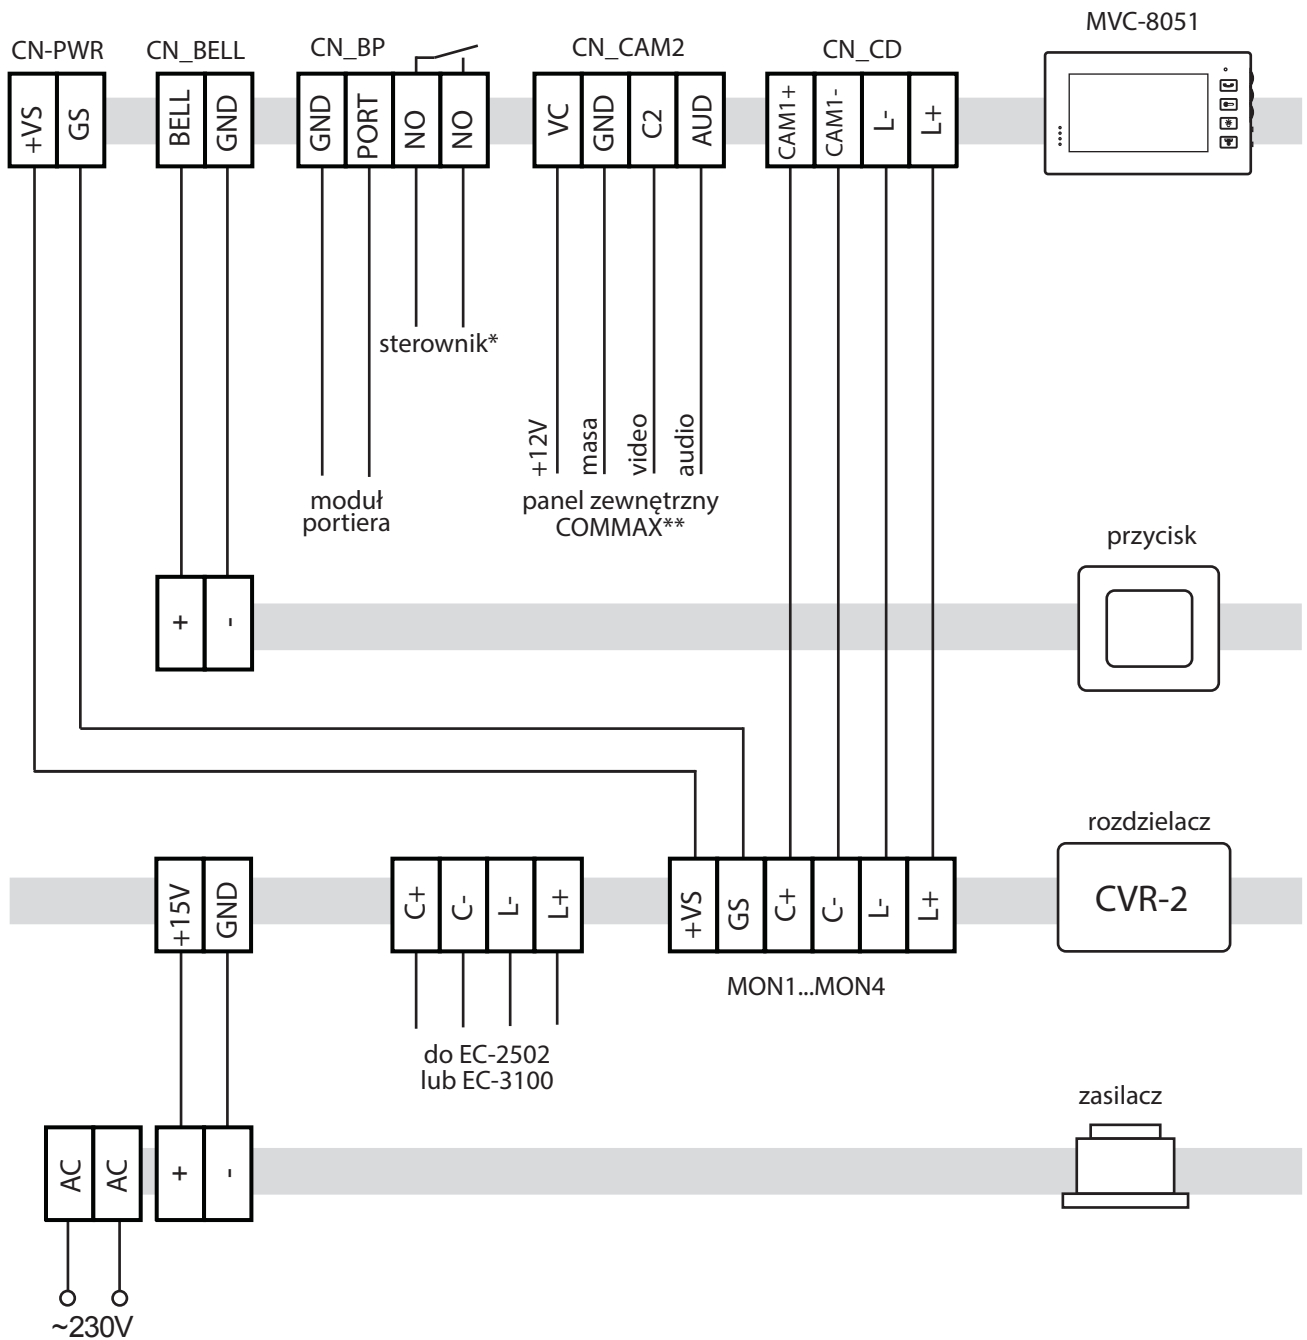 MVC-8051
CN-PWR CN_BELL CN_BP CN_CAM2 CN_CD
+VS GS BELL GND GND PORT NO NO VC GND C2 AUD CAM1+ CAM1- L- L+
sterownik*
+12V masa video audio
moduł
portiera
panel zewnętrzny
COMMAX**
przycisk
+ -
rozdzielacz
+15V GND C+ C- L- L+ +VS GS C+ C- L- L+ CVR-2
MON1...MON4
do EC-2502
lub EC-3100
zasilacz
AC AC + -
~230V